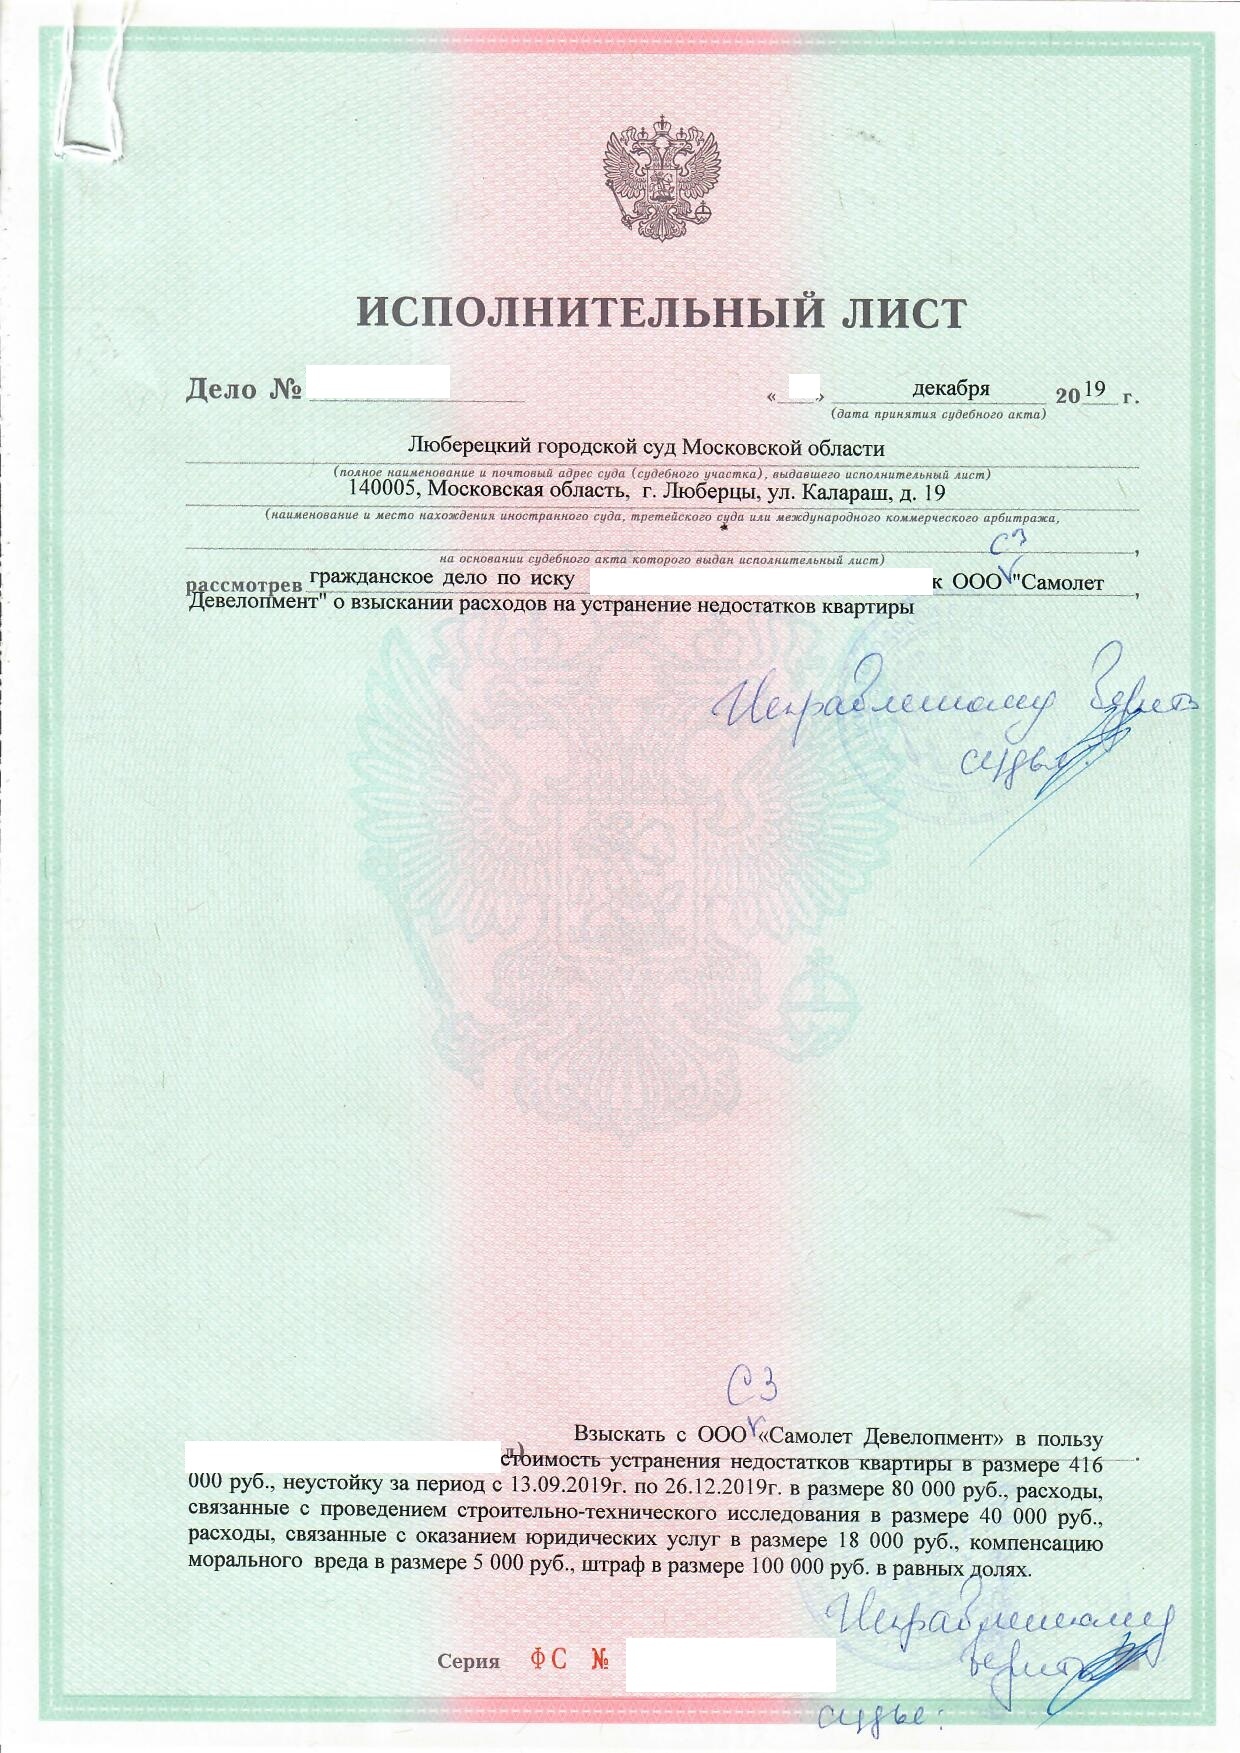 ИСПОЛНИТЕЛЬНЫЙ ЛИСТ
Дело № « » декабря 2019 г.
(дата принятия судебного акта)
Люберецкий городской суд Московской области
(полное наименование и почтовый адрес суда (судебного участка), выдавшего исполнительный лист)
140005, Московская область, г. Люберцы, ул. Калараш, д. 19
(наименование и место нахождения иностранного суда, третейского суда или международного коммерческого арбитража,
СЗ
на основании судебного акта которого выдан исполнительный лист)
рассмотрев гражданское дело по иску к ООО "Самолет
Девелопмент" о взыскании расходов на устранение недостатков квартиры
Исправленному верить
судья
СЗ
Взыскать с ООО «Самолет Девелопмент» в пользу
л) стоимость устранения недостатков квартиры в размере 416
000 руб., неустойку за период с 13.09.2019г. по 26.12.2019г. в размере 80 000 руб., расходы,
связанные с проведением строительно-технического исследования в размере 40 000 руб.,
расходы, связанные с оказанием юридических услуг в размере 18 000 руб., компенсацию
морального вреда в размере 5 000 руб., штраф в размере 100 000 руб. в равных долях.
Исправленному
верить
Серия ФС №
судье: